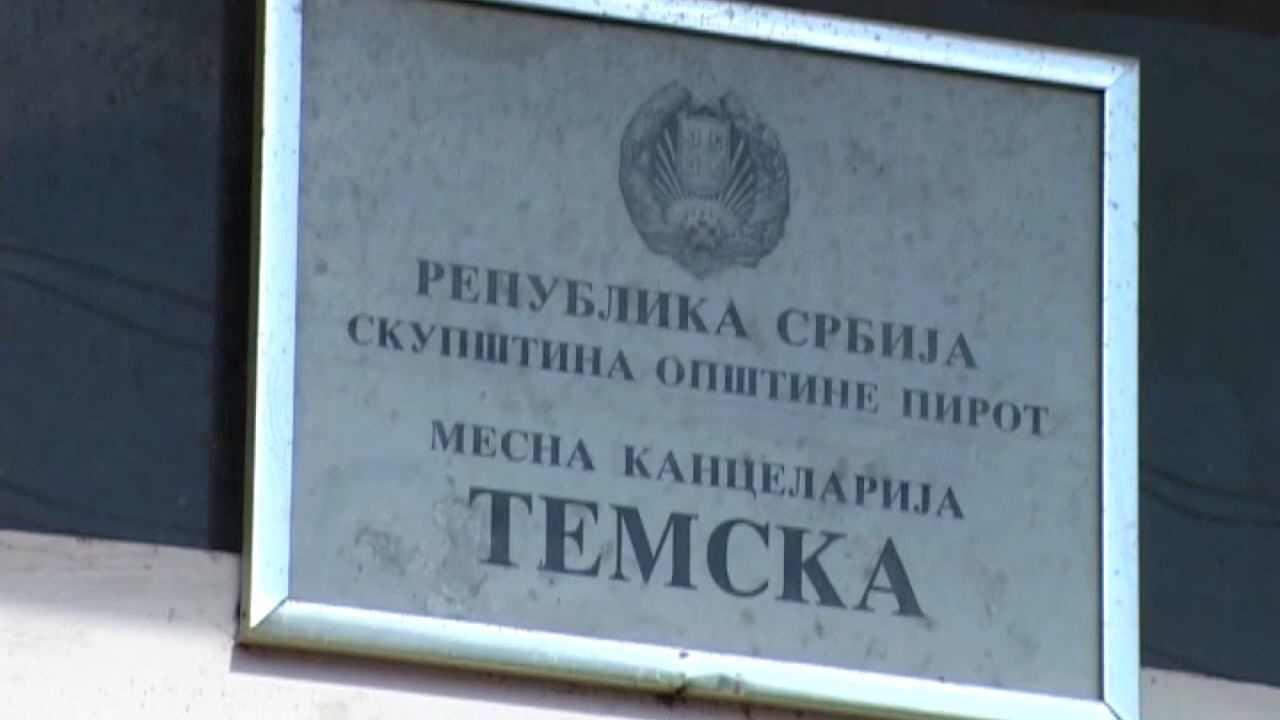 РЕПУБЛИКА СРБИЈА
СКУПШТИНА ОПШТИНЕ ПИРОТ
МЕСНА КАНЦЕЛАРИЈА
ТЕМСКА